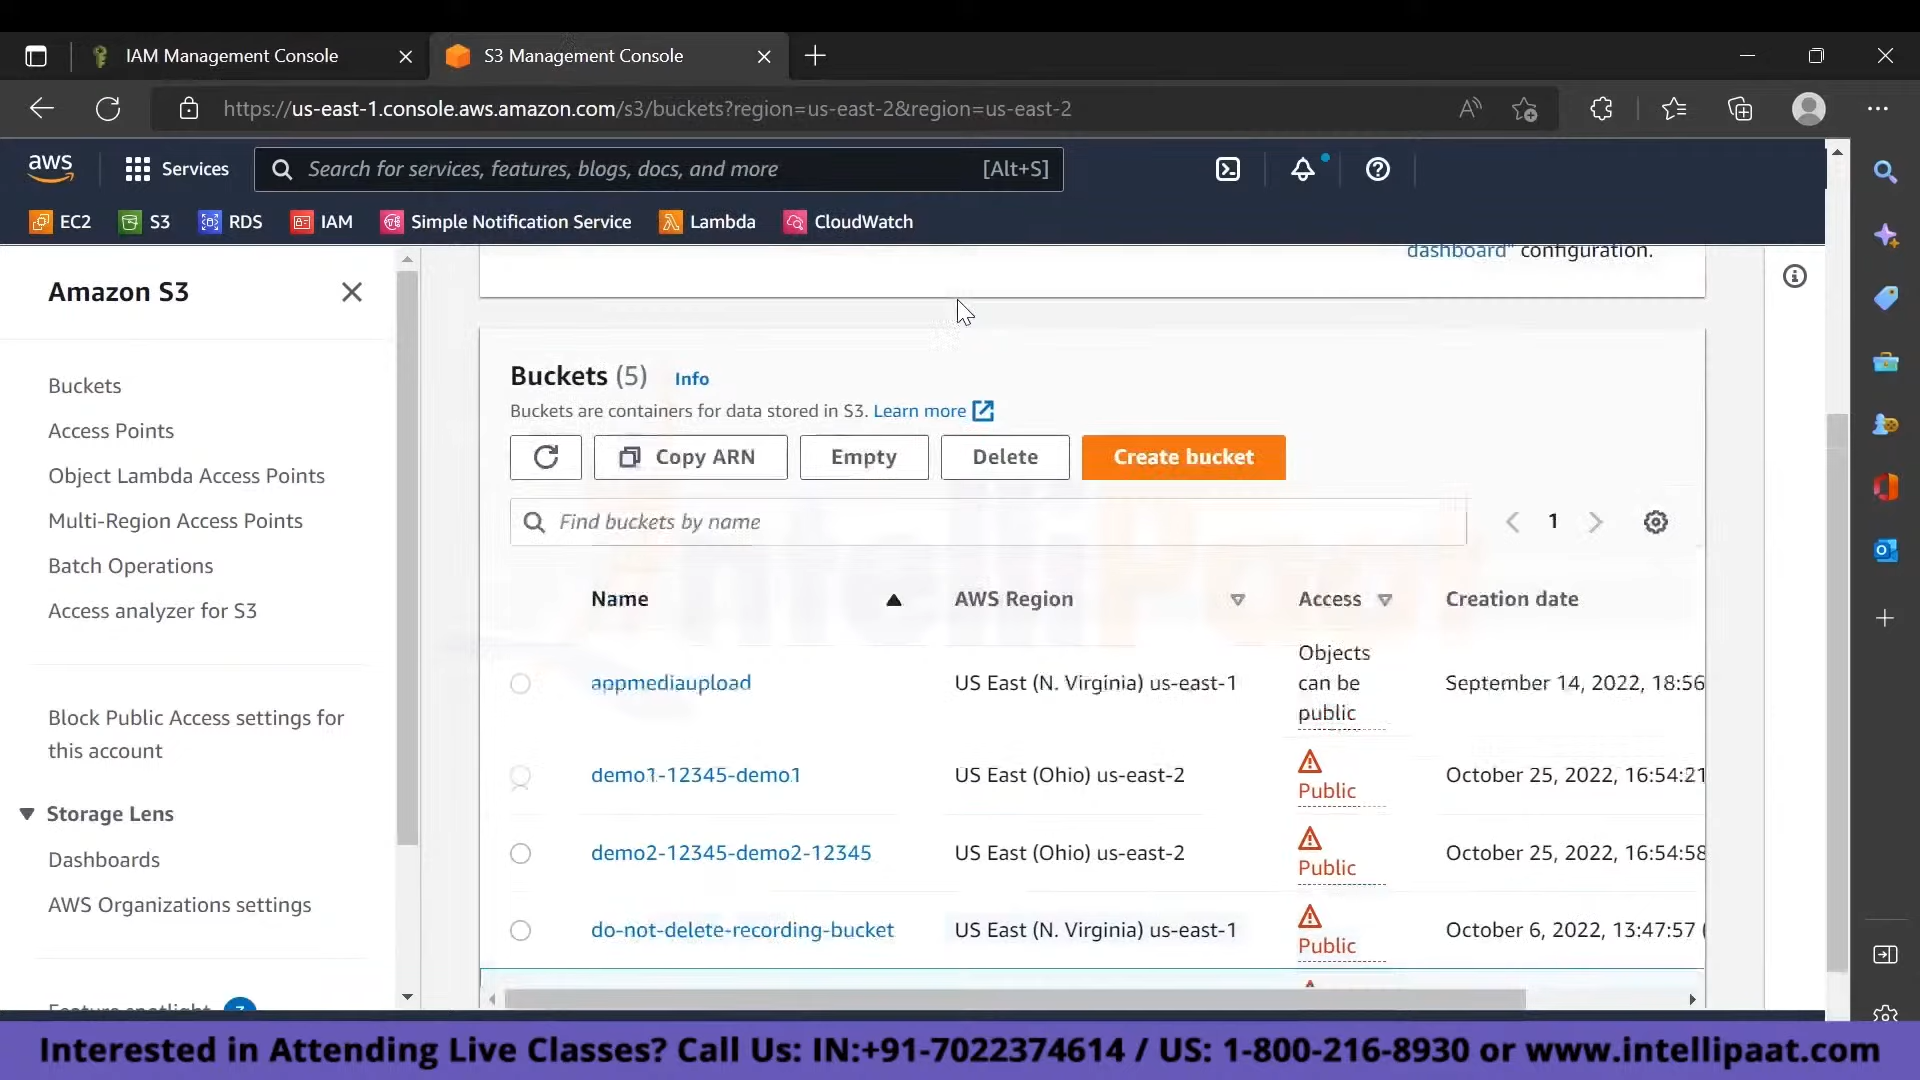 IAM Management Console
S3 Management Console
https://us-east-1.console.aws.amazon.com/s3/buckets?region=us-east-2&region=us-east-2
aws
Services
Search for services, features, blogs, docs, and more
[Alt+S]
EC2
S3
RDS
IAM
Simple Notification Service
Lambda
CloudWatch
Amazon S3
Buckets
Access Points
Object Lambda Access Points
Multi-Region Access Points
Batch Operations
Access analyzer for S3
Block Public Access settings for
this account
Storage Lens
Dashboards
AWS Organizations settings
Feature spotlight
dashboard" configuration.
Buckets (5) Info
Buckets are containers for data stored in S3. Learn more
Copy ARN
Empty
Delete
Create bucket
Find buckets by name
1
Name
AWS Region
Access
Creation date
appmediaupload
US East (N. Virginia) us-east-1
Objects
can be
public
September 14, 2022, 18:56
demo1-12345-demo1
US East (Ohio) us-east-2
Public
October 25, 2022, 16:54:21
demo2-12345-demo2-12345
US East (Ohio) us-east-2
Public
October 25, 2022, 16:54:58
do-not-delete-recording-bucket
US East (N. Virginia) us-east-1
Public
October 6, 2022, 13:47:57 (
IntelliPaat
Interested in Attending Live Classes? Call Us: IN:+91-7022374614 / US: 1-800-216-8930 or www.intellipaat.com